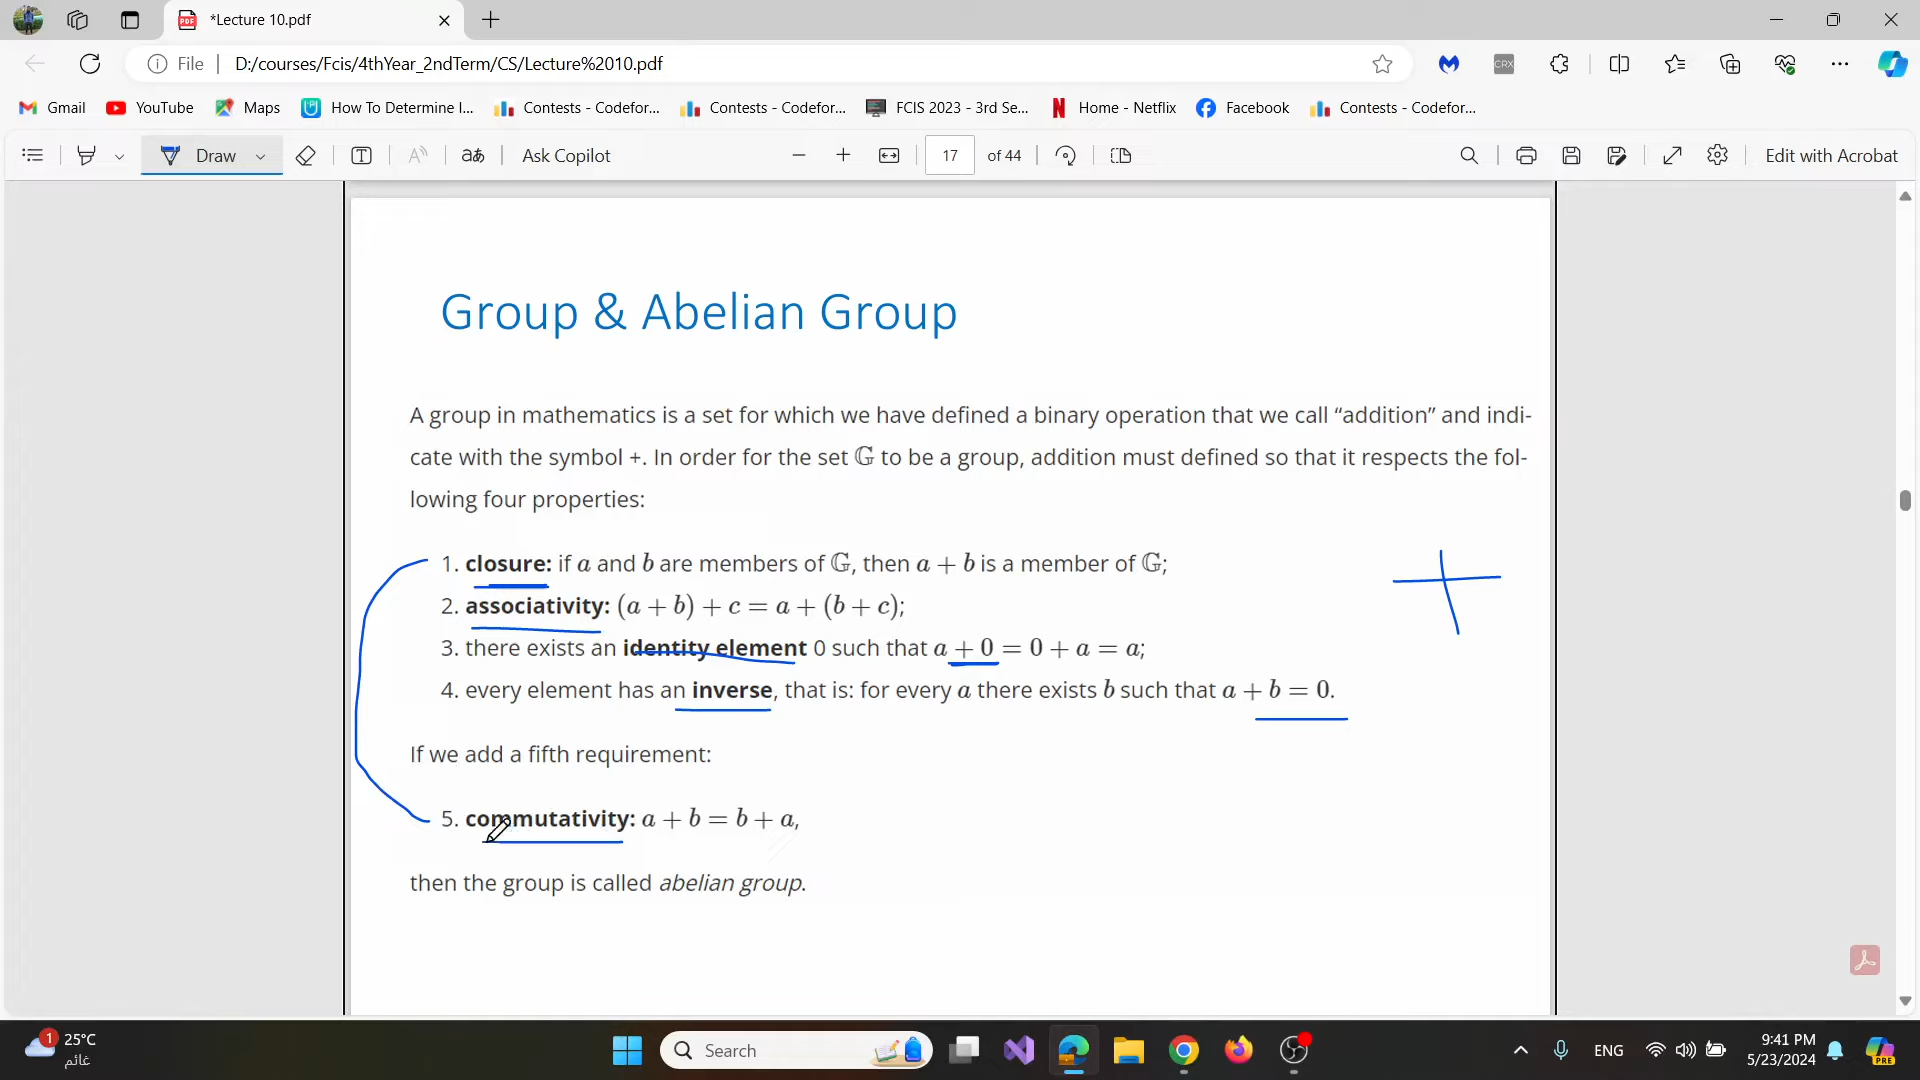 *Lecture 10.pdf
File
D:/courses/Fcis/4thYear_2ndTerm/CS/Lecture%2010.pdf
CRX
Gmail
YouTube
Maps
How To Determine I...
Contests - Codefor...
Contests - Codefor...
FCIS 2023 - 3rd Se...
Home - Netflix
Facebook
Contests - Codefor...
Draw
Ask Copilot
17
of 44
Edit with Acrobat
Group & Abelian Group
A group in mathematics is a set for which we have defined a binary operation that we call “addition” and indi-
cate with the symbol +. In order for the set 𝔾 to be a group, addition must defined so that it respects the fol-
lowing four properties:
1. closure: if a and b are members of 𝔾, then a + b is a member of 𝔾;
2. associativity: (a + b) + c = a + (b + c);
3. there exists an identity element 0 such that a + 0 = 0 + a = a;
4. every element has an inverse, that is: for every a there exists b such that a + b = 0.
If we add a fifth requirement:
5. commutativity: a + b = b + a,
then the group is called abelian group.
1
25°C
غائم
Search
ENG
9:41 PM
5/23/2024
PRE